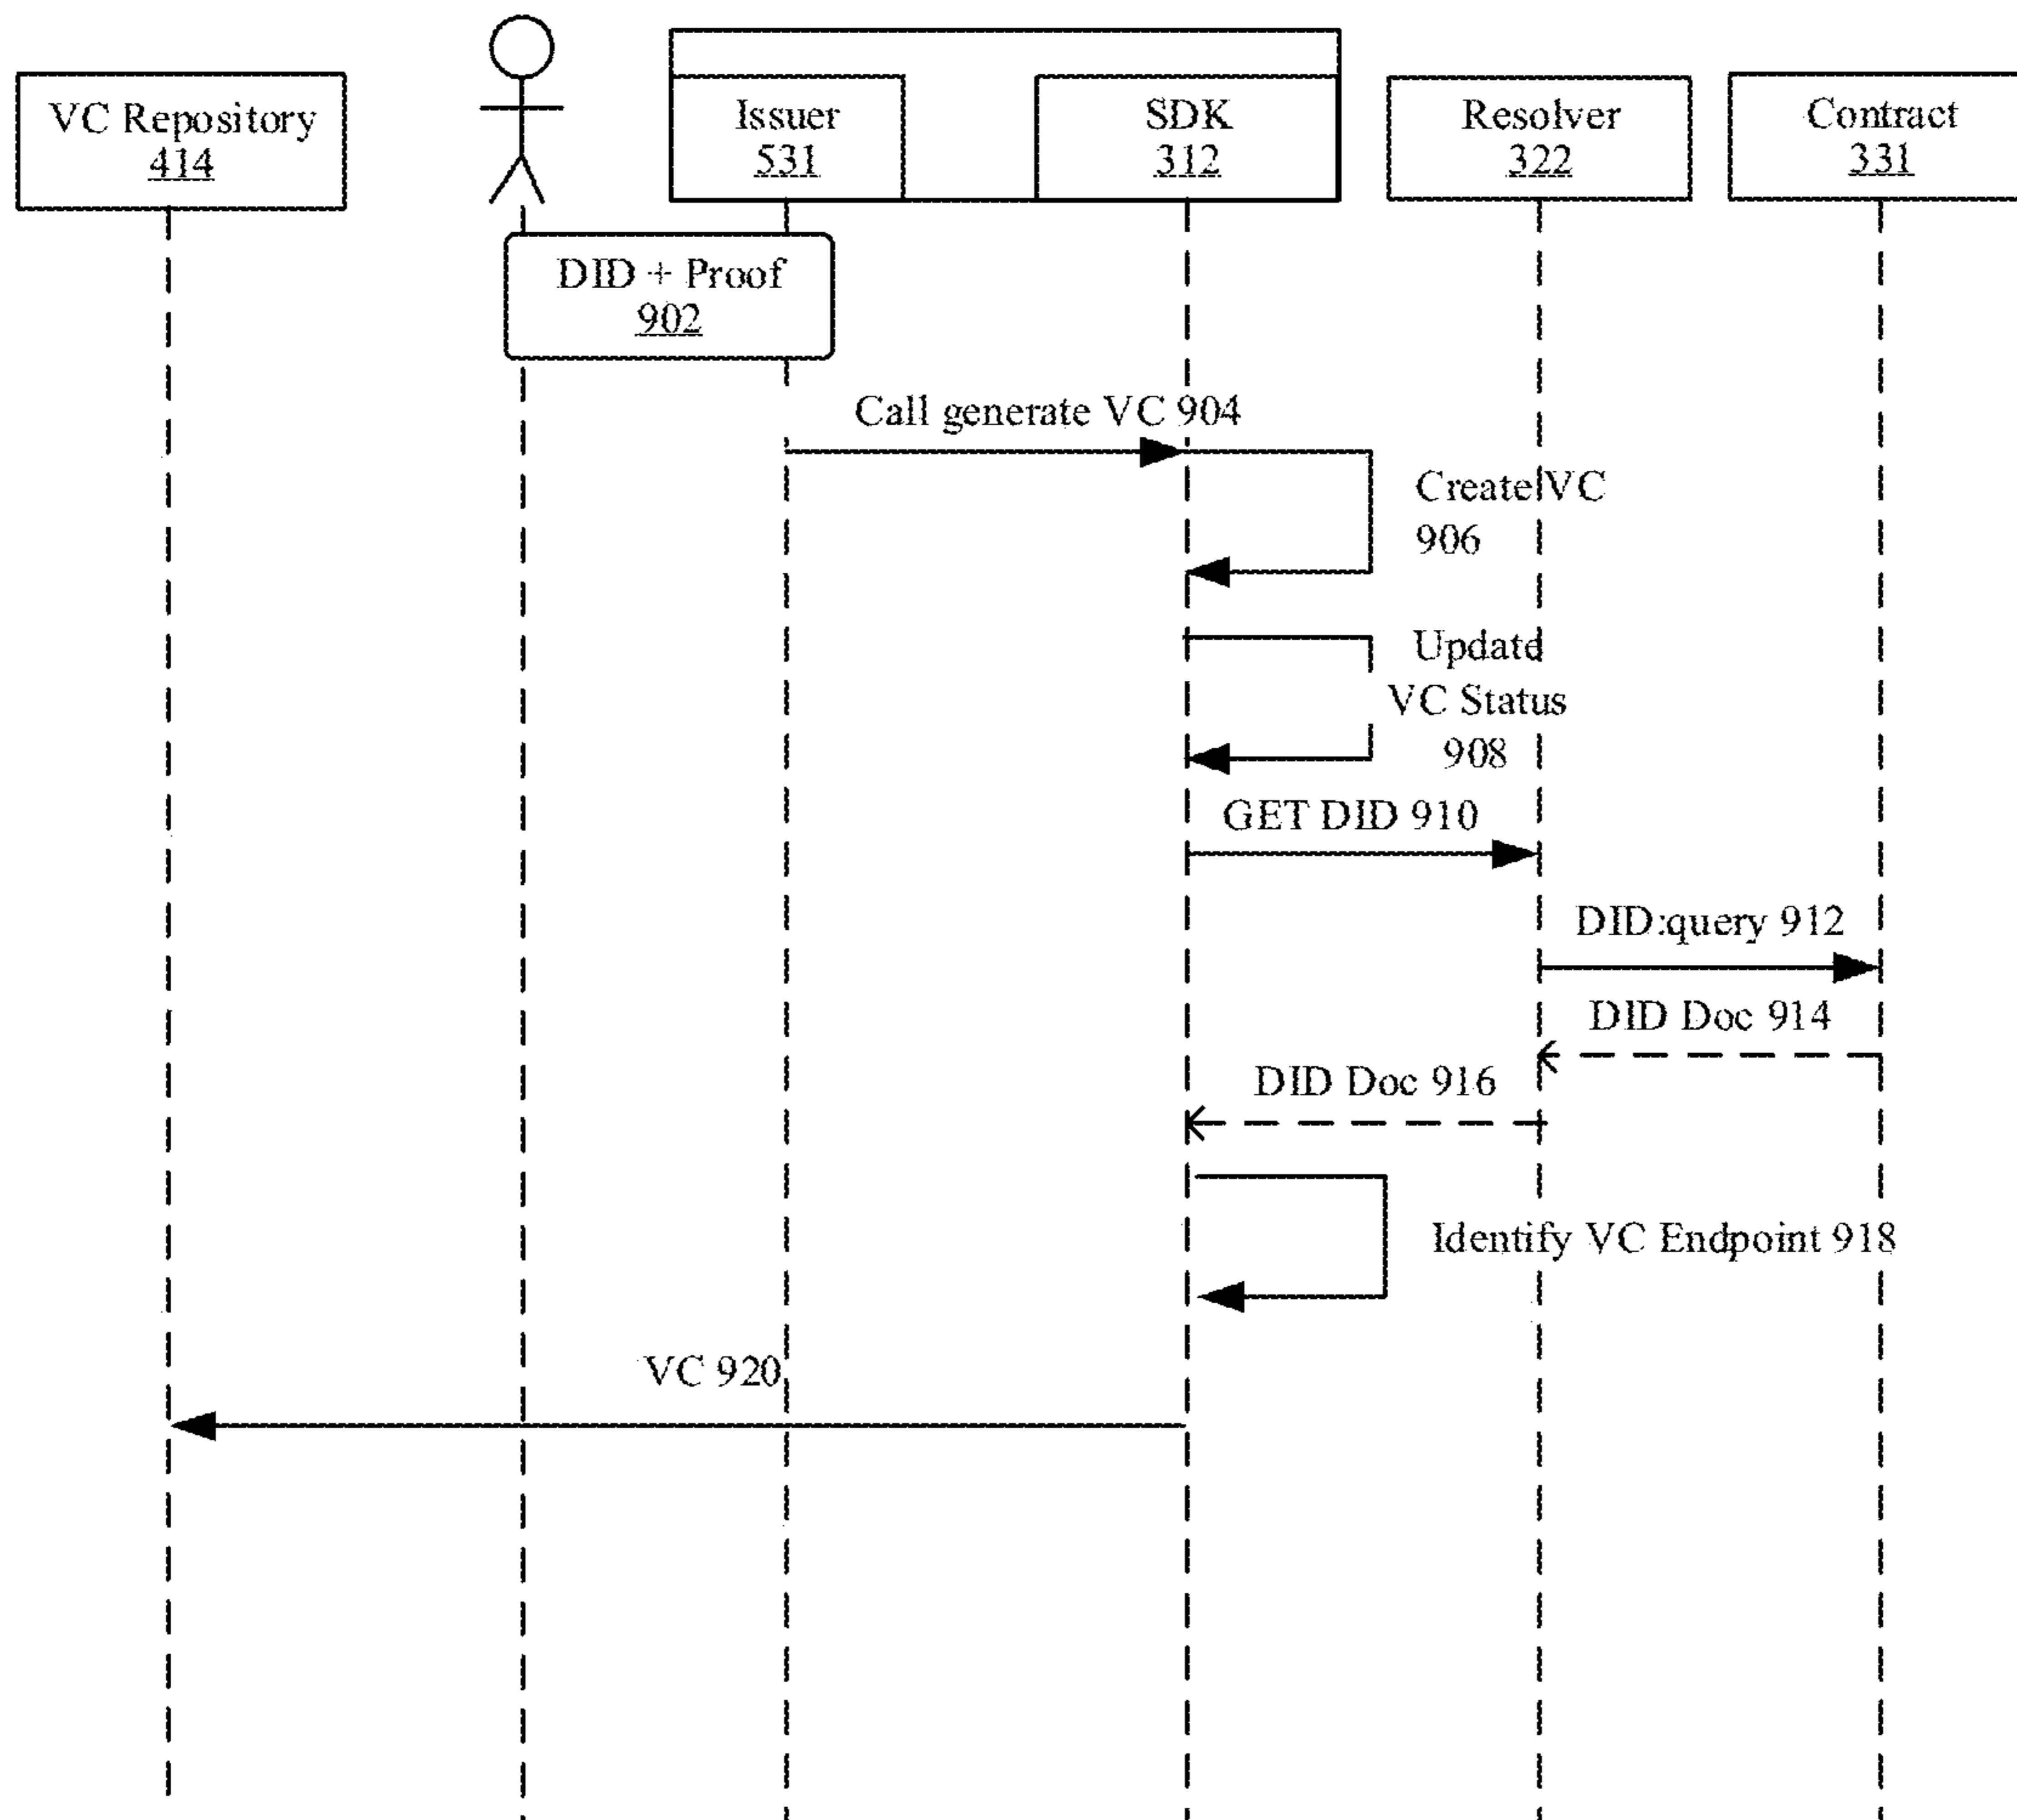 VC Repository
414
Issuer
531
SDK
312
Resolver
322
Contract
331
DID + Proof
902
Call generate VC 904
Create VC
906
Update
VC Status
908
GET DID 910
DID:query 912
DID Doc 914
DID Doc 916
Identify VC Endpoint 918
VC 920